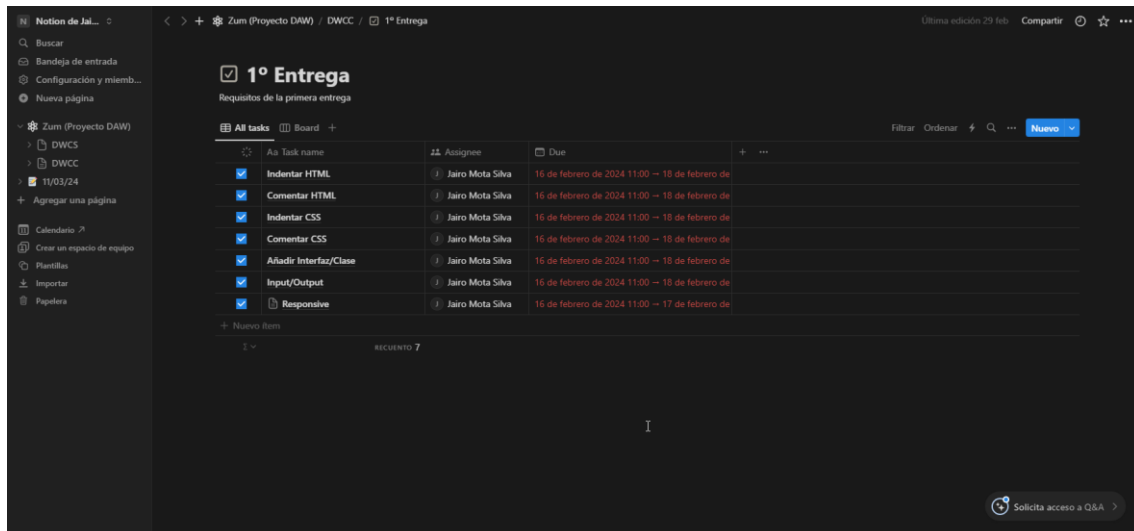 N Notion de Jai...
Buscar
Bandeja de entrada
Configuración y miemb...
Nueva página
Zum (Proyecto DAW)
DWCS
DWCC
11/03/24
Agregar una página
Calendario ↗
Crear un espacio de equipo
Plantillas
Importar
Papelera
Zum (Proyecto DAW) / DWCC / 1º Entrega
Última edición 29 feb Compartir
1º Entrega
Requisitos de la primera entrega
All tasks Board +
Filtrar Ordenar ... Nuevo
Aa Task name Assignee Due + ...
Indentar HTML J Jairo Mota Silva 16 de febrero de 2024 11:00 → 18 de febrero de
Comentar HTML J Jairo Mota Silva 16 de febrero de 2024 11:00 → 18 de febrero de
Indentar CSS J Jairo Mota Silva 16 de febrero de 2024 11:00 → 18 de febrero de
Comentar CSS J Jairo Mota Silva 16 de febrero de 2024 11:00 → 18 de febrero de
Añadir Interfaz/Clase J Jairo Mota Silva 16 de febrero de 2024 11:00 → 18 de febrero de
Input/Output J Jairo Mota Silva 16 de febrero de 2024 11:00 → 18 de febrero de
Responsive J Jairo Mota Silva 16 de febrero de 2024 11:00 → 17 de febrero de
+ Nuevo ítem
RECUENTO 7
Solicita acceso a Q&A